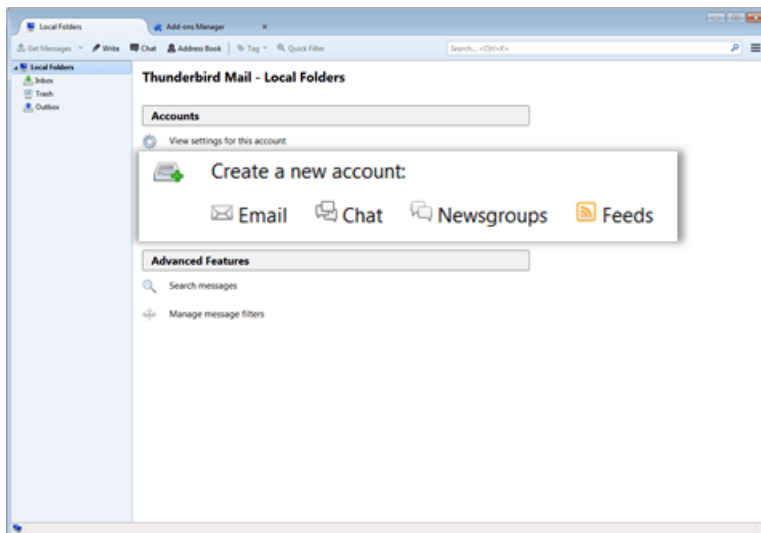 Local Folders
Add-ons Manager
Get Messages Write Chat Address Book Tag Quick Filter Search... <Ctrl+K>
Local Folders
Inbox
Trash
Outbox
Thunderbird Mail - Local Folders
Accounts
View settings for this account
Create a new account:
Email Chat Newsgroups Feeds
Advanced Features
Search messages
Manage message filters